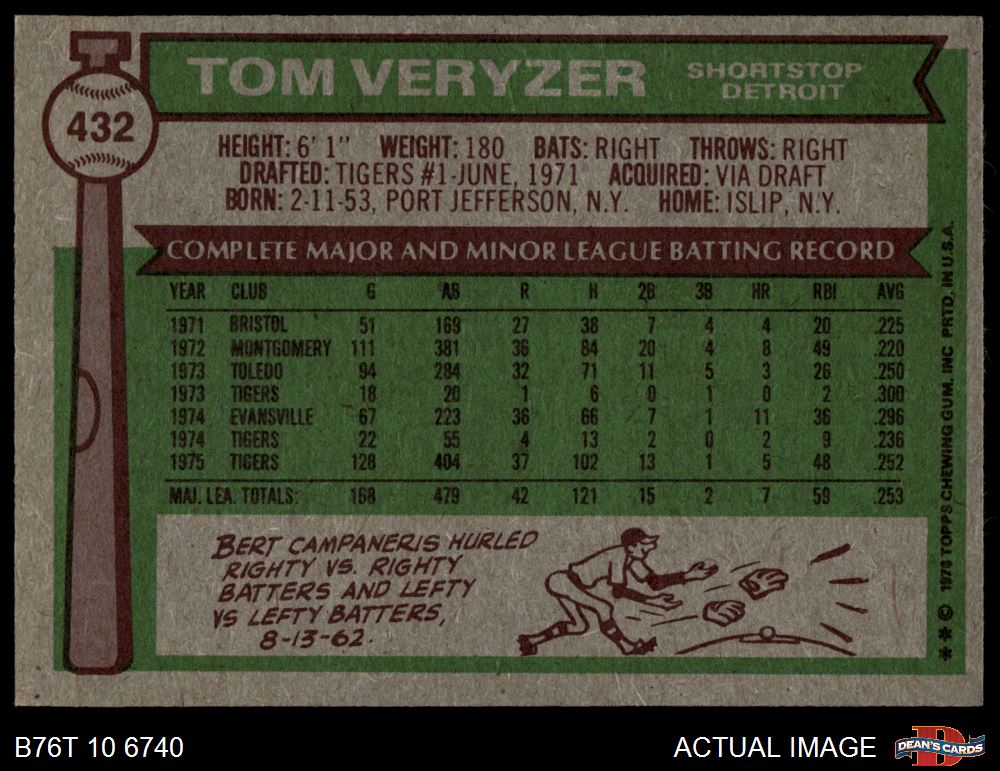 TOM VERYZER SHORTSTOP
DETROIT
432
HEIGHT: 6' 1" WEIGHT: 180 BATS: RIGHT THROWS: RIGHT
DRAFTED: TIGERS #1-JUNE, 1971 ACQUIRED: VIA DRAFT
BORN: 2-11-53, PORT JEFFERSON, N.Y. HOME: ISLIP, N.Y.
COMPLETE MAJOR AND MINOR LEAGUE BATTING RECORD
YEAR CLUB G AB R H 2B 3B HR RBI AVG
1971 BRISTOL 51 169 27 38 7 4 4 20 .225
1972 MONTGOMERY 111 381 36 84 20 4 8 49 .220
1973 TOLEDO 94 284 32 71 11 5 3 26 .250
1973 TIGERS 18 20 1 6 0 1 0 2 .300
1974 EVANSVILLE 67 223 36 66 7 1 11 36 .296
1974 TIGERS 22 55 4 13 2 0 2 9 .236
1975 TIGERS 128 404 37 102 13 1 5 48 .252
MAJ. LEA. TOTALS: 168 479 42 121 15 2 7 59 .253
BERT CAMPANERIS HURLED
RIGHTY VS. RIGHTY
BATTERS AND LEFTY
VS LEFTY BATTERS,
8-13-62.
** © 1976 TOPPS CHEWING GUM, INC PRTD. IN U.S.A.
B76T 10 6740 ACTUAL IMAGE
D
DEAN'S CARDS